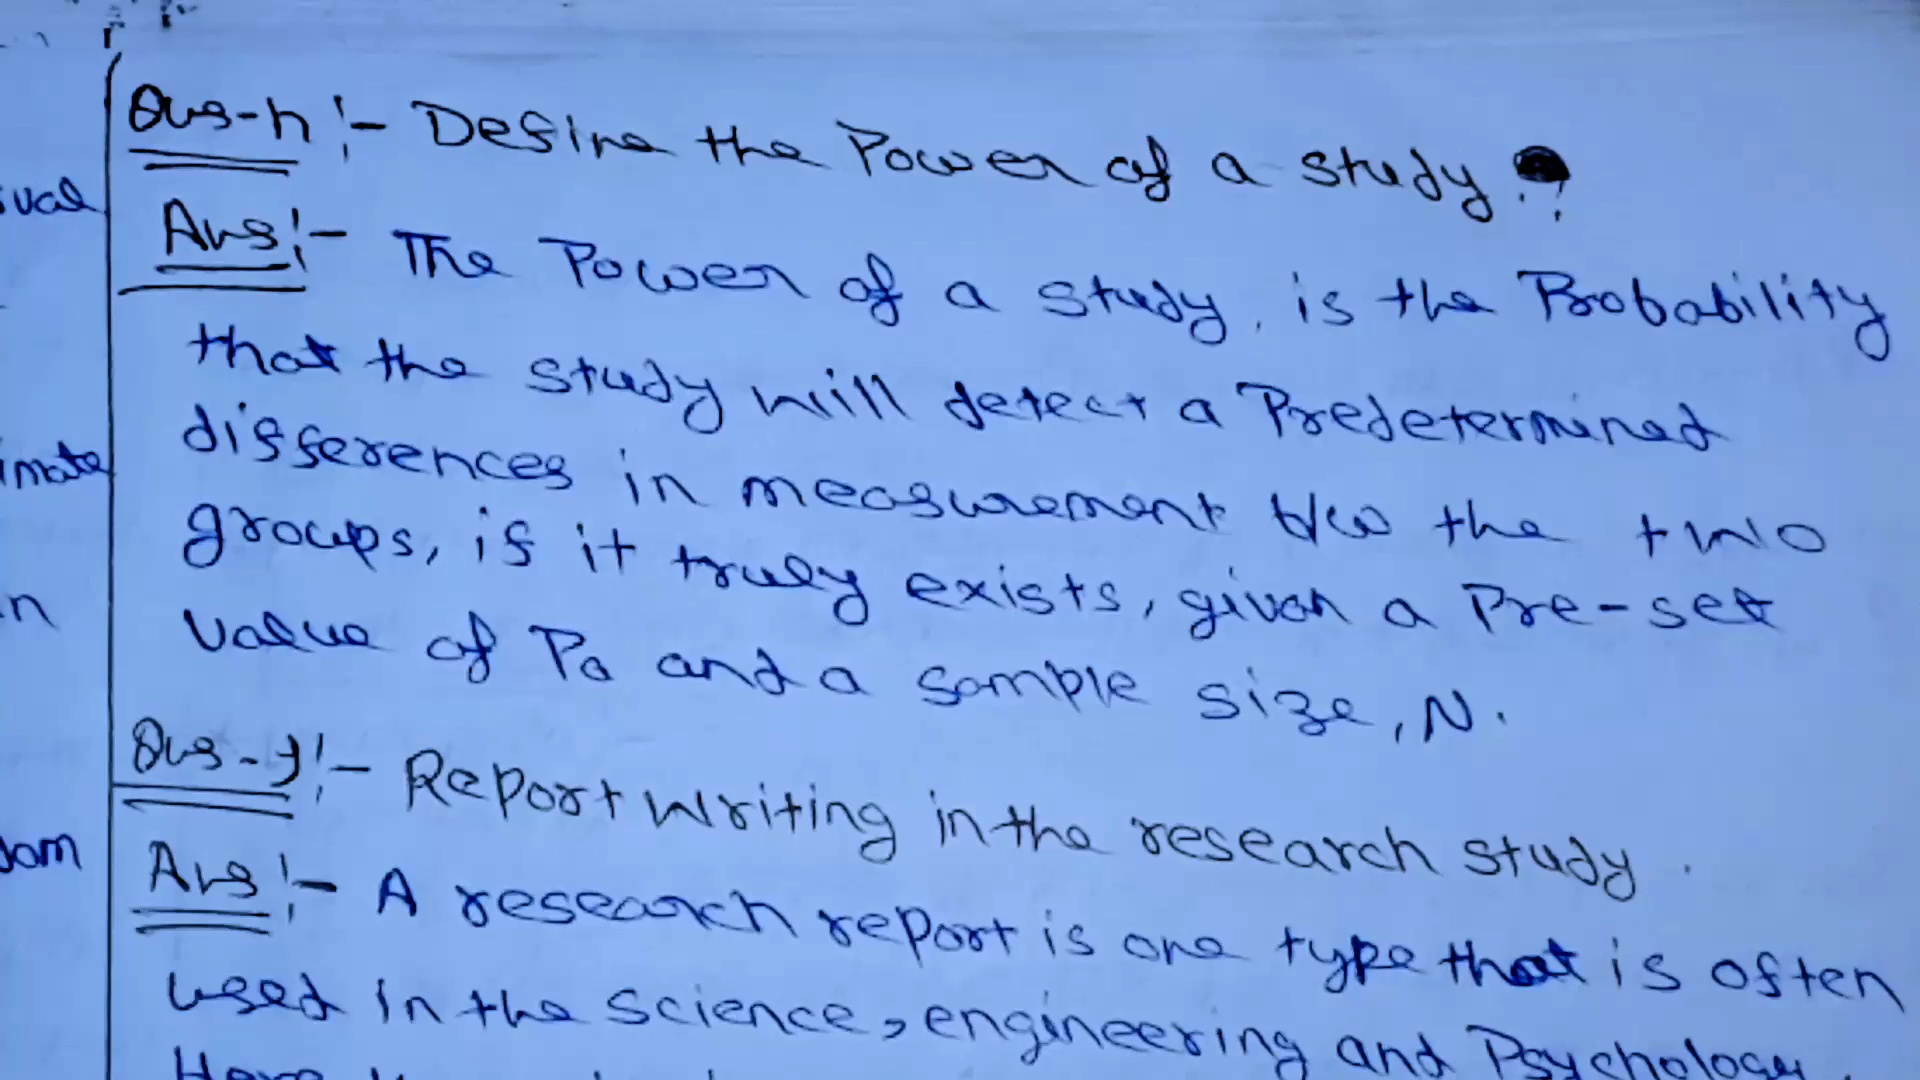 Qus-h :- Define the Power of a study ?
Ans :- The Power of a study, is the Probability
that the study will detect a Predetermined
differences in measurement b/w the two
groups, if it truly exists, given a Pre-set
value of Pa and a sample size, N.
Qus-j :- Report writing in the research study.
Ans :- A research report is one type that is often
used in the science, engineering and Psychology.